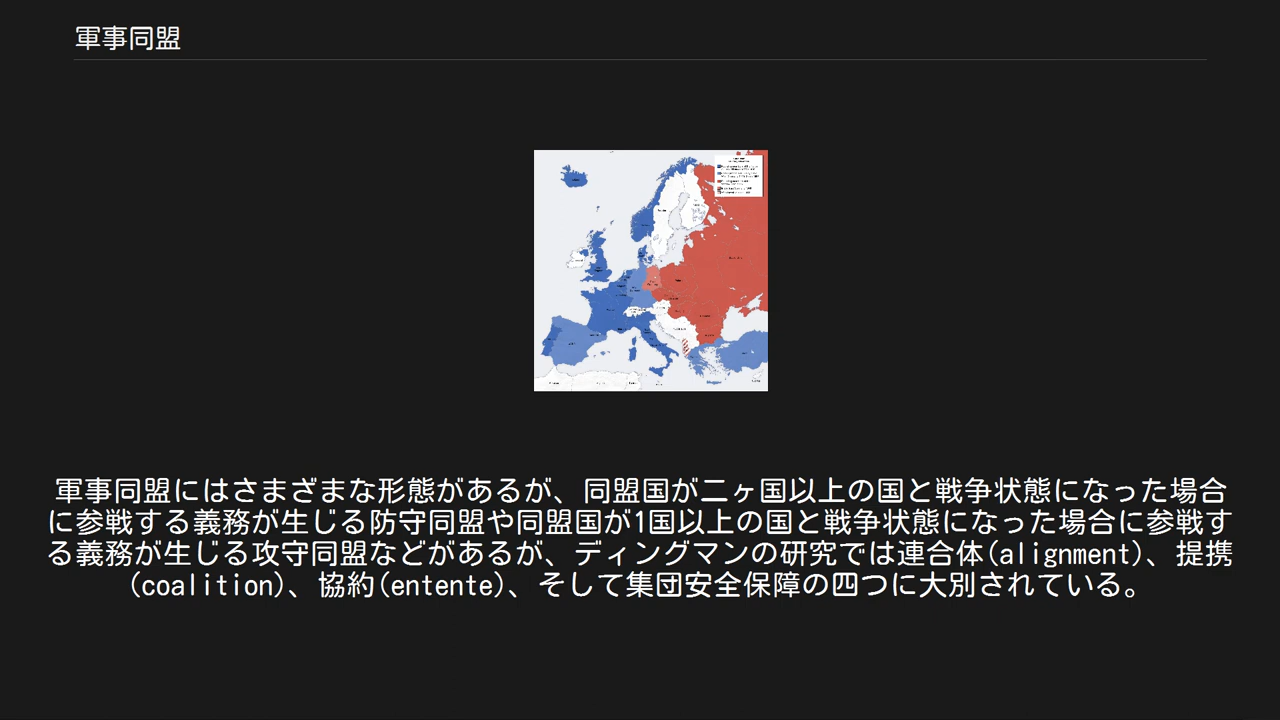 軍事同盟
軍事同盟にはさまざまな形態があるが、同盟国が二ヶ国以上の国と戦争状態になった場合
に参戦する義務が生じる防守同盟や同盟国が1国以上の国と戦争状態になった場合に参戦す
る義務が生じる攻守同盟などがあるが、ディングマンの研究では連合体(alignment)、提携
(coalition)、協約(entente)、そして集団安全保障の四つに大別されている。